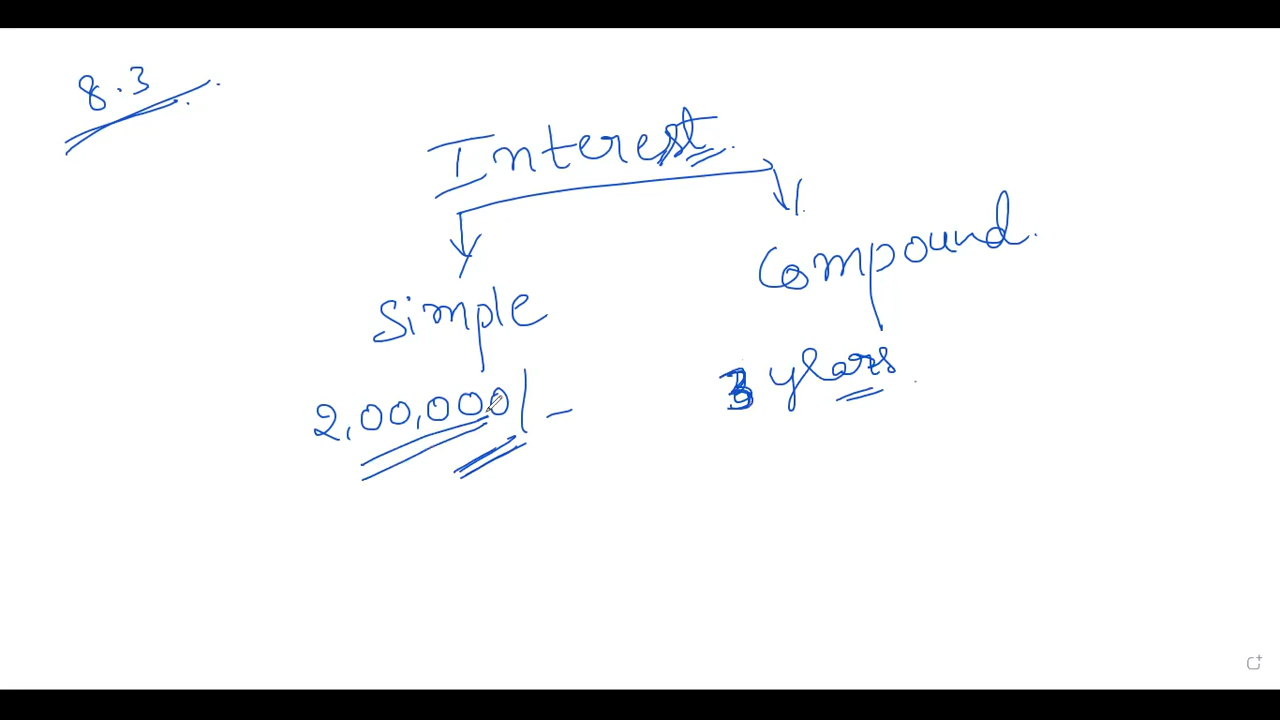 8.3
Interest
Simple
Compound.
2,00,000/-
3 years